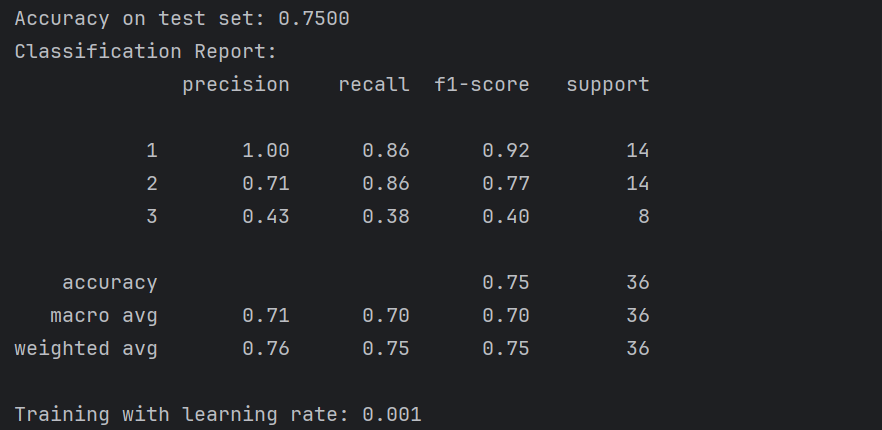 Accuracy on test set: 0.7500
Classification Report:
              precision    recall  f1-score   support

           1       1.00      0.86      0.92        14
           2       0.71      0.86      0.77        14
           3       0.43      0.38      0.40         8

    accuracy                           0.75        36
   macro avg       0.71      0.70      0.70        36
weighted avg       0.76      0.75      0.75        36

Training with learning rate: 0.001